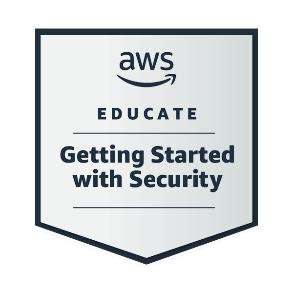 aws
EDUCATE
Getting Started
with Security